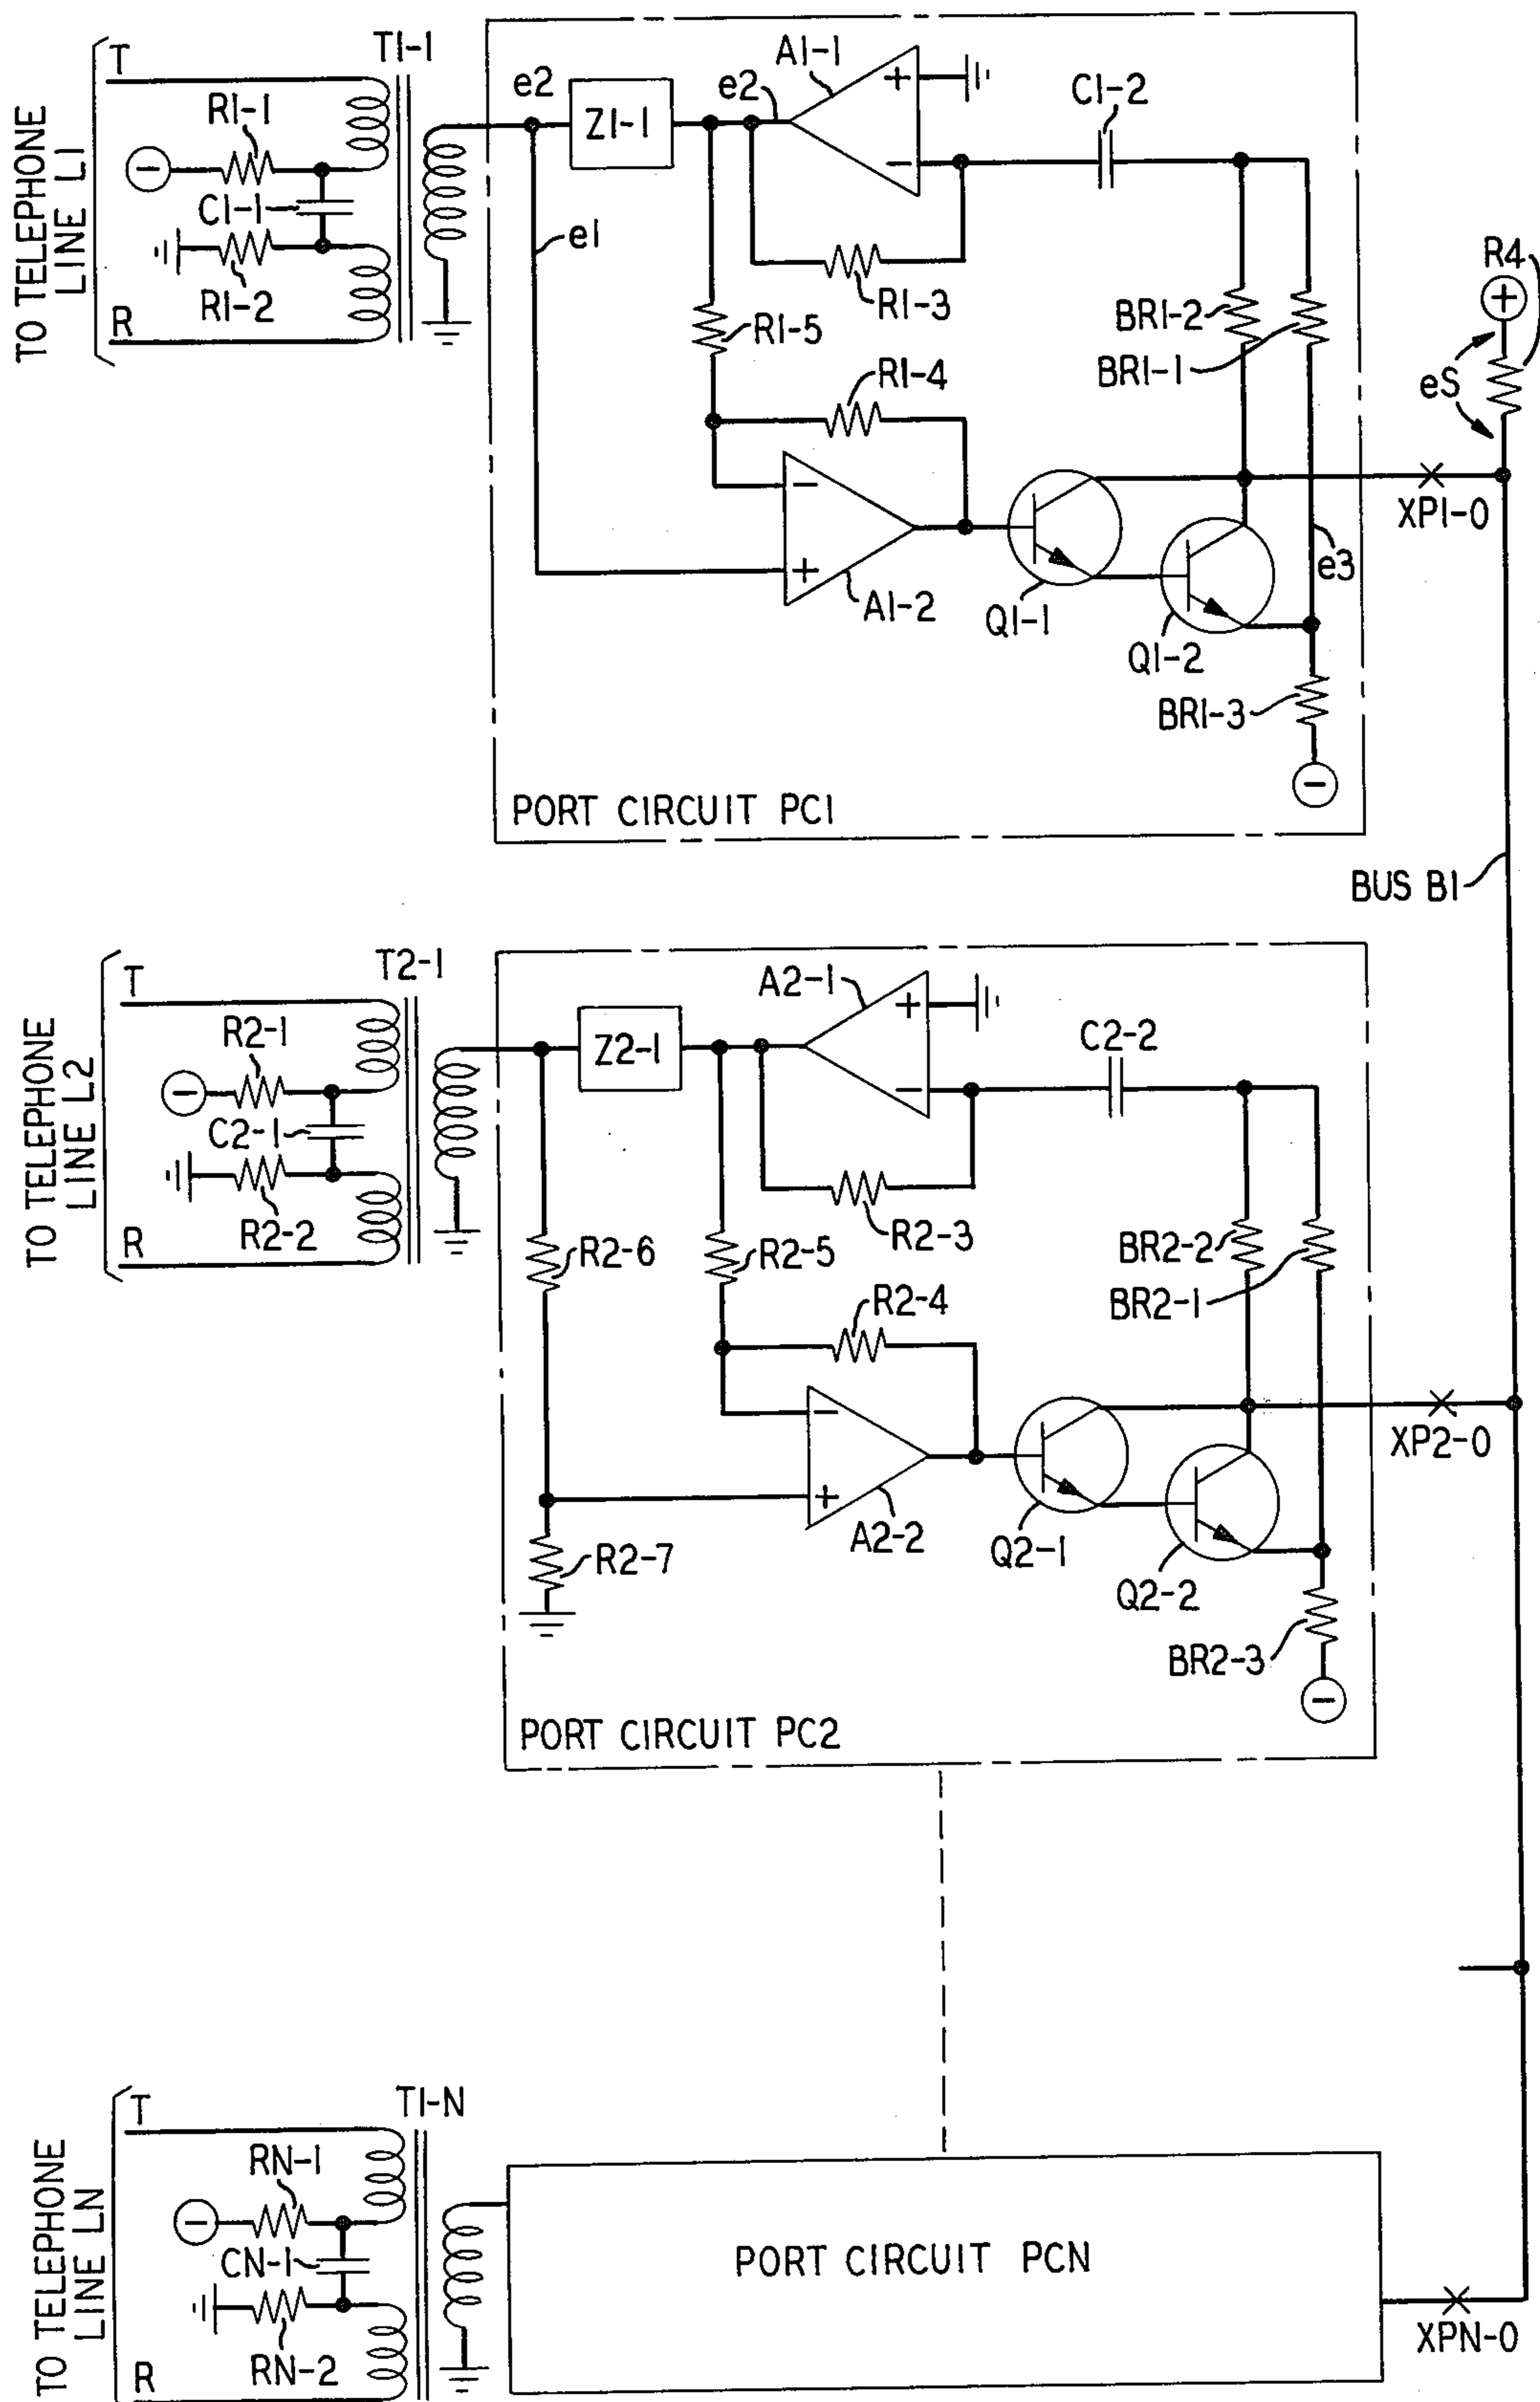 TO TELEPHONE
LINE L1
T
R1-1
−
C1-1
R1-2
R
T1-1
e2
Z1-1
e2
A1-1
+
−
C1-2
e1
R1-3
R1-5
R1-4
BR1-2
BR1-1
R4
+
eS
−
+
A1-2
Q1-1
Q1-2
e3
XP1-0
BR1-3
−
PORT CIRCUIT PC1
BUS B1
TO TELEPHONE
LINE L2
T
R2-1
−
C2-1
R2-2
R
T2-1
Z2-1
A2-1
+
−
C2-2
R2-3
R2-6
R2-5
R2-4
BR2-2
BR2-1
−
+
A2-2
R2-7
Q2-1
Q2-2
XP2-0
BR2-3
−
PORT CIRCUIT PC2
TO TELEPHONE
LINE LN
T
RN-1
−
CN-1
RN-2
R
T1-N
PORT CIRCUIT PCN
XPN-0